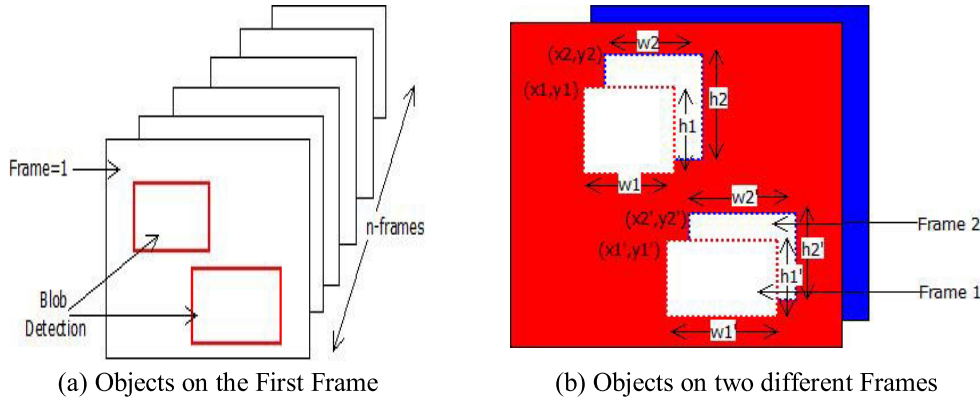 Frame=1
n-frames
Blob
Detection
(a) Objects on the First Frame
w2
(x2,y2)
(x1,y1)
h2
h1
w1
w2'
(x2',y2')
Frame 2
(x1',y1')
h2'
h1'
Frame 1
w1'
(b) Objects on two different Frames